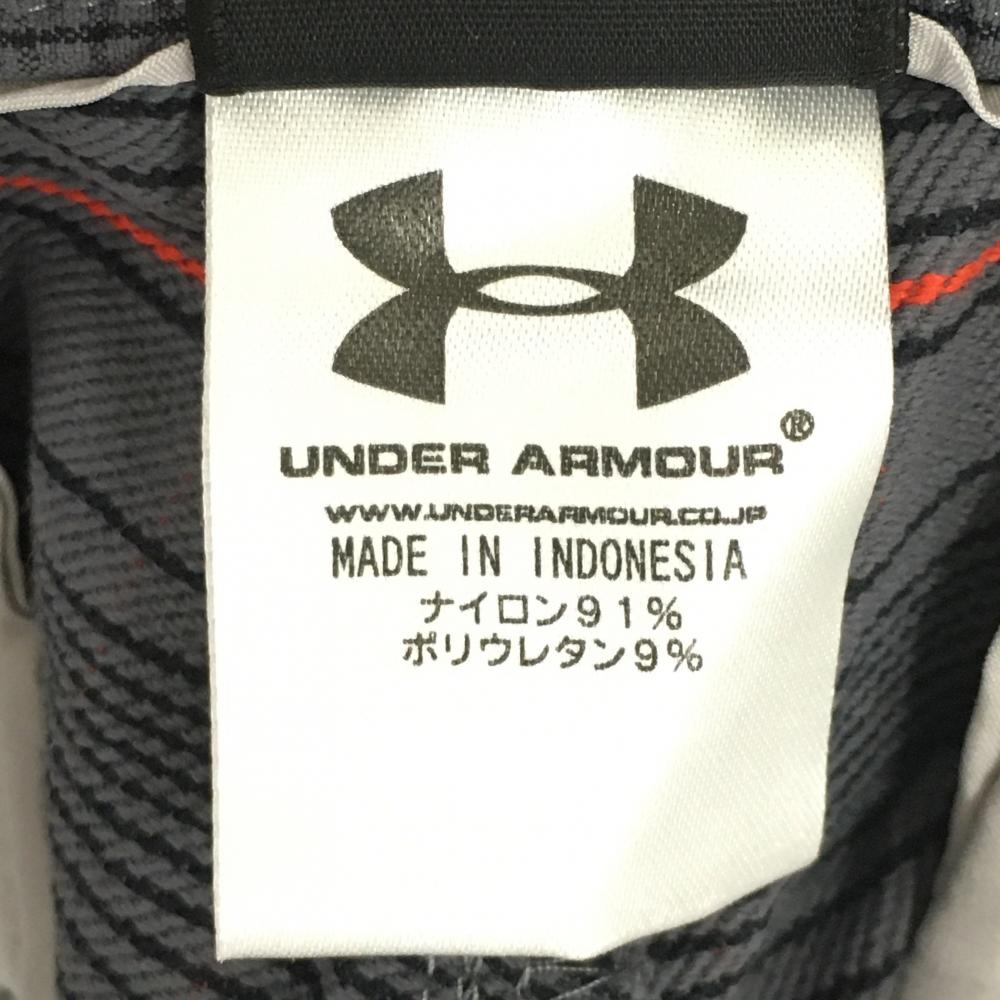 UNDER ARMOUR®
WWW.UNDERARMOUR.CO.JP
MADE IN INDONESIA
ナイロン91%
ポリウレタン9%